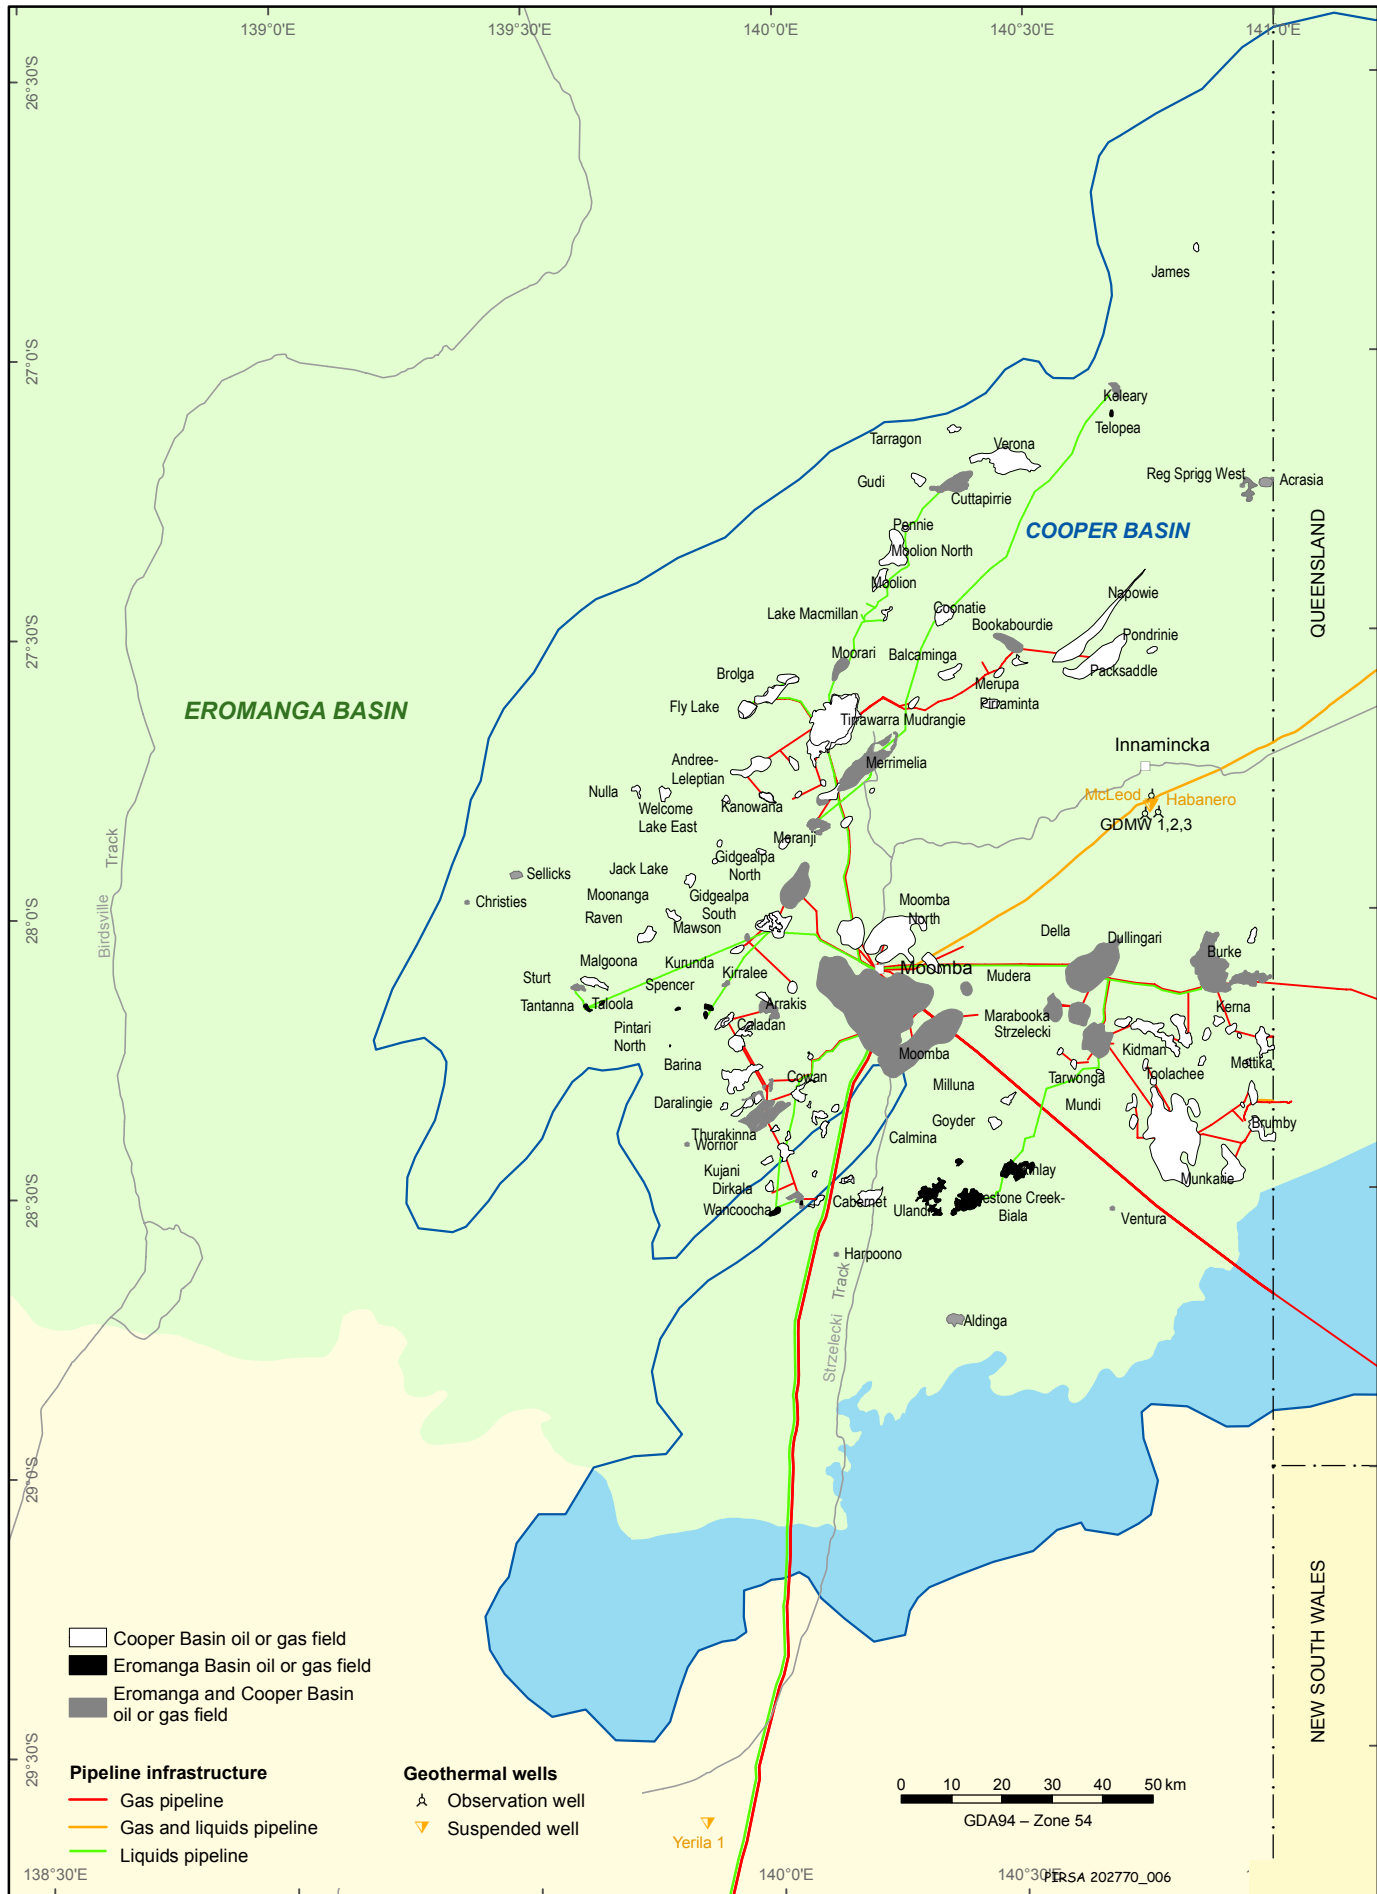 139°0'E
139°30'E
140°0'E
140°30'E
141°0'E
26°30'S
27°0'S
27°30'S
28°0'S
28°30'S
29°0'S
29°30'S
James
Keleary
Telopea
Tarragon
Verona
Gudi
Cuttapirrie
Reg Sprigg West
Acrasia
COOPER BASIN
QUEENSLAND
Pennie
Moolion North
Moolion
Lake Macmillan
Coonatie
Napowie
Bookabourdie
Pondrinie
Balcaminga
Moorari
Packsaddle
Brolga
Merupa
Pinaminta
Fly Lake
EROMANGA BASIN
Tirrawarra Mudrangie
Innamincka
Andree-
Leleptian
Merrimelia
Nulla
Welcome
Lake East
Kanowana
McLeod
Habanero
GDMW 1,2,3
Birdsville Track
Meranji
Gidgealpa
North
Jack Lake
Sellicks
Moonanga
Gidgealpa
South
Christies
Raven
Mawson
Moomba
North
Della
Dullingari
Burke
Malgoona
Kurunda
Kirralee
Moomba
Mudera
Sturt
Spencer
Tantanna
Taloola
Arrakis
Kerna
Pintari
North
Caladan
Marabooka
Strzelecki
Barina
Moomba
Kidman
Toolachee
Mettika
Cowan
Milluna
Tarwonga
Daralingie
Mundi
Goyder
Thurakinna
Worrior
Calmina
Brumby
Kujani
Dirkala
Wancoocha
Cabernet
Munkarie
Biala
Ventura
Harpoono
Strzelecki Track
Aldinga
NEW SOUTH WALES
Cooper Basin oil or gas field
Eromanga Basin oil or gas field
Eromanga and Cooper Basin
oil or gas field
Pipeline infrastructure
Gas pipeline
Gas and liquids pipeline
Liquids pipeline
Geothermal wells
Observation well
Suspended well
Yerila 1
0 10 20 30 40 50 km
GDA94 – Zone 54
PIRSA 202770_006
138°30'E
140°0'E
140°30'E